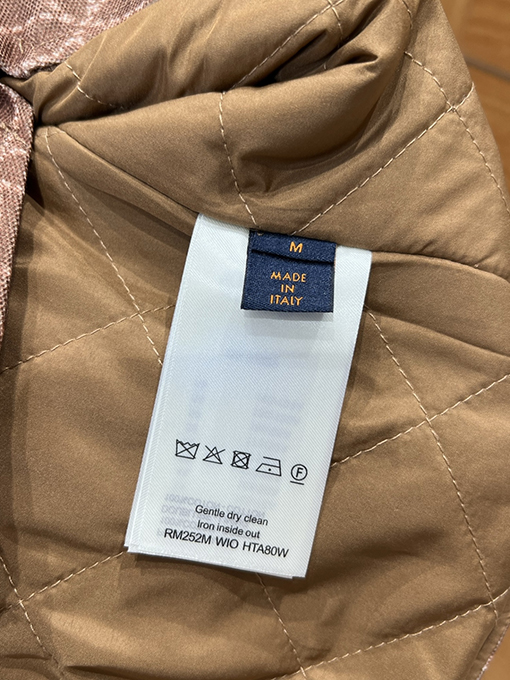 M
MADE
IN
ITALY
Gentle dry clean
Iron inside out
RM252M WIO HTA80W